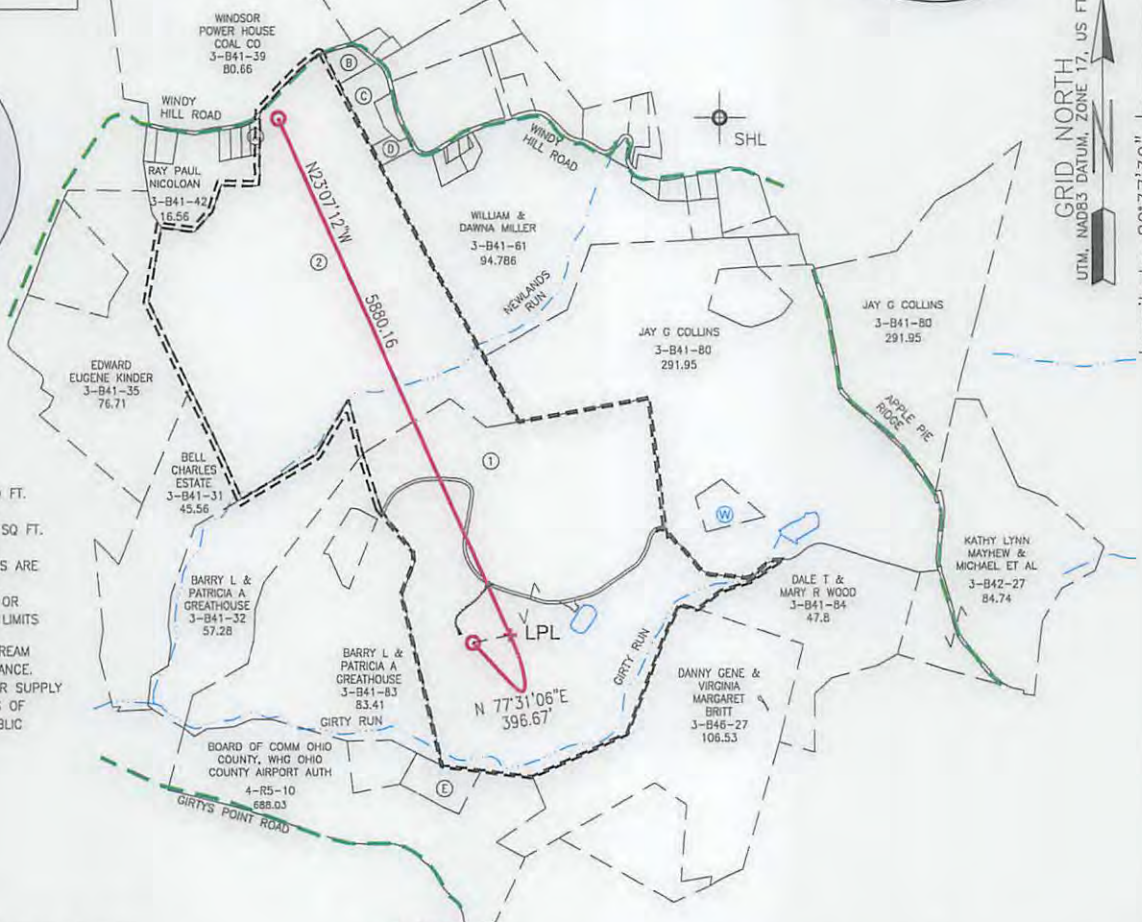 WINDSOR
POWER HOUSE
COAL CO
3-B41-39
80.66
WINDY
HILL ROAD
B
C
D
WINDY
HILL ROAD
SHL
GRID NORTH
UTM, NAD83 DATUM, ZONE 17, US FT
RAY PAUL
NICOLOAN
3-B41-42
16.56
N23°07'12"W
2
5880.16
WILLIAM &
DAWNA MILLER
3-B41-61
94.786
NEWLANDS
RUN
JAY G COLLINS
3-B41-80
291.95
JAY G COLLINS
3-B41-80
291.95
APPLE PIE
RIDGE
EDWARD
EUGENE KINDER
3-B41-35
76.71
BELL
CHARLES
ESTATE
3-B41-31
45.56
1
W
FT.
SQ FT.
S ARE
OR
LIMITS
REAM
ANCE.
R SUPPLY
S OF
BLIC
BARRY L &
PATRICIA A
GREATHOUSE
3-B41-32
57.28
KATHY LYNN
MAYHEW &
MICHAEL ET AL
3-B42-27
84.74
DALE T &
MARY R WOOD
3-B41-84
47.8
LPL
BARRY L &
PATRICIA A
GREATHOUSE
3-B41-83
83.41
N 77°31'06"E
396.67'
GIRTY RUN
DANNY GENE &
VIRGINIA
MARGARET
BRITT
3-B46-27
106.53
GIRTY RUN
BOARD OF COMM OHIO
COUNTY, WHG OHIO
COUNTY AIRPORT AUTH
4-R5-10
688.03
E
GIRTYS POINT ROAD